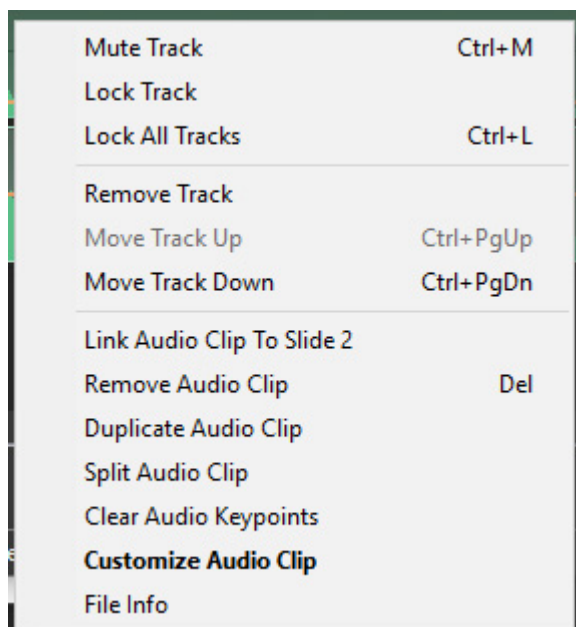 Mute Track Ctrl+M
Lock Track
Lock All Tracks Ctrl+L
Remove Track
Move Track Up Ctrl+PgUp
Move Track Down Ctrl+PgDn
Link Audio Clip To Slide 2
Remove Audio Clip Del
Duplicate Audio Clip
Split Audio Clip
Clear Audio Keypoints
Customize Audio Clip
File Info